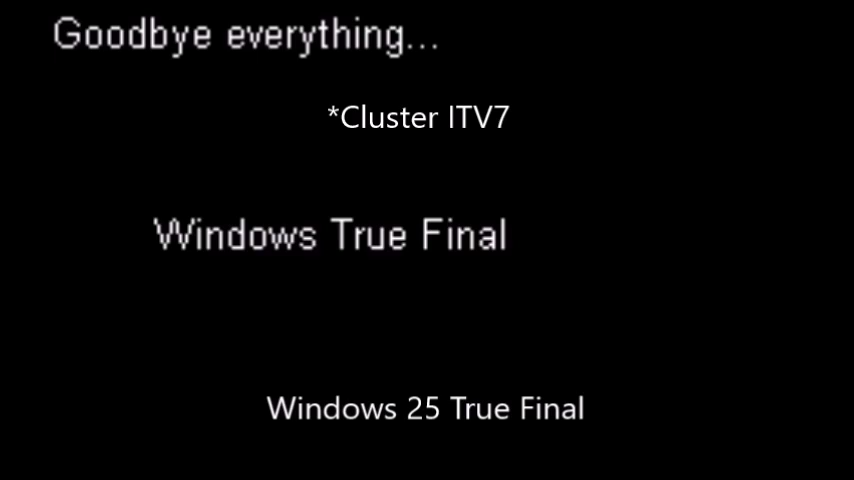 Goodbye everything...
*Cluster ITV7
Windows True Final
Windows 25 True Final